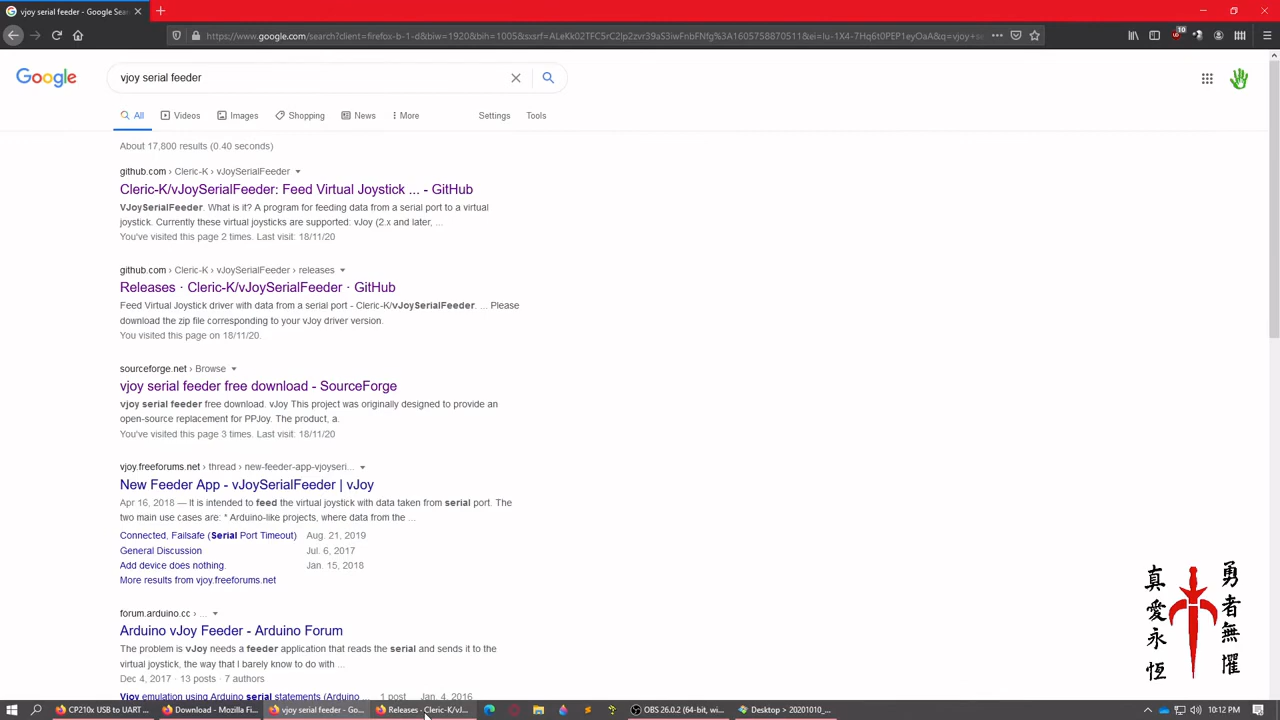 vjoy serial feeder - Google Sear
https://www.google.com/search?client=firefox-b-1-d&biw=1920&bih=1005&sxsrf=
10
Google
vjoy serial feeder
All Videos Images Shopping News More Settings Tools
About 17,800 results (0.40 seconds)
github.com › Cleric-K › vJoySerialFeeder
Cleric-K/vJoySerialFeeder: Feed Virtual Joystick ... - GitHub
VJoySerialFeeder. What is it? A program for feeding data from a serial port to a virtual
joystick. Currently these virtual joysticks are supported: vJoy (2.x and later, ...
You've visited this page 2 times. Last visit: 18/11/20
github.com › Cleric-K › vJoySerialFeeder › releases
Releases · Cleric-K/vJoySerialFeeder · GitHub
Feed Virtual Joystick driver with data from a serial port - Cleric-K/vJoySerialFeeder. ... Please
download the zip file corresponding to your vJoy driver version.
You visited this page on 18/11/20.
sourceforge.net › Browse
vjoy serial feeder free download - SourceForge
vjoy serial feeder free download. vJoy This project was originally designed to provide an
open-source replacement for PPJoy. The product, a.
You've visited this page 3 times. Last visit: 18/11/20
vjoy.freeforums.net › thread › new-feeder-app-vjoyseri...
New Feeder App - vJoySerialFeeder | vJoy
Apr 16, 2018 — It is intended to feed the virtual joystick with data taken from serial port. The
two main use cases are: * Arduino-like projects, where data from the ...
Connected, Failsafe (Serial Port Timeout) Aug. 21, 2019
General Discussion Jul. 6, 2017
Add device does nothing. Jan. 15, 2018
More results from vjoy.freeforums.net
forum.arduino.cc › ...
Arduino vJoy Feeder - Arduino Forum
The problem is vJoy needs a feeder application that reads the serial and sends it to the
virtual joystick, the way that I barely know to do with ...
Dec 4, 2017 · 13 posts · 7 authors
Vjoy emulation using Arduino serial statements (Arduino ... 1 post Jan. 4, 2016
勇者無懼
真愛永恆
CP210x USB to UART ... Download - Mozilla Fi... vjoy serial feeder - Go... Releases · Cleric-K/vJ... OBS 26.0.2 (64-bit, wi... Desktop > 20201010_... 10:12 PM